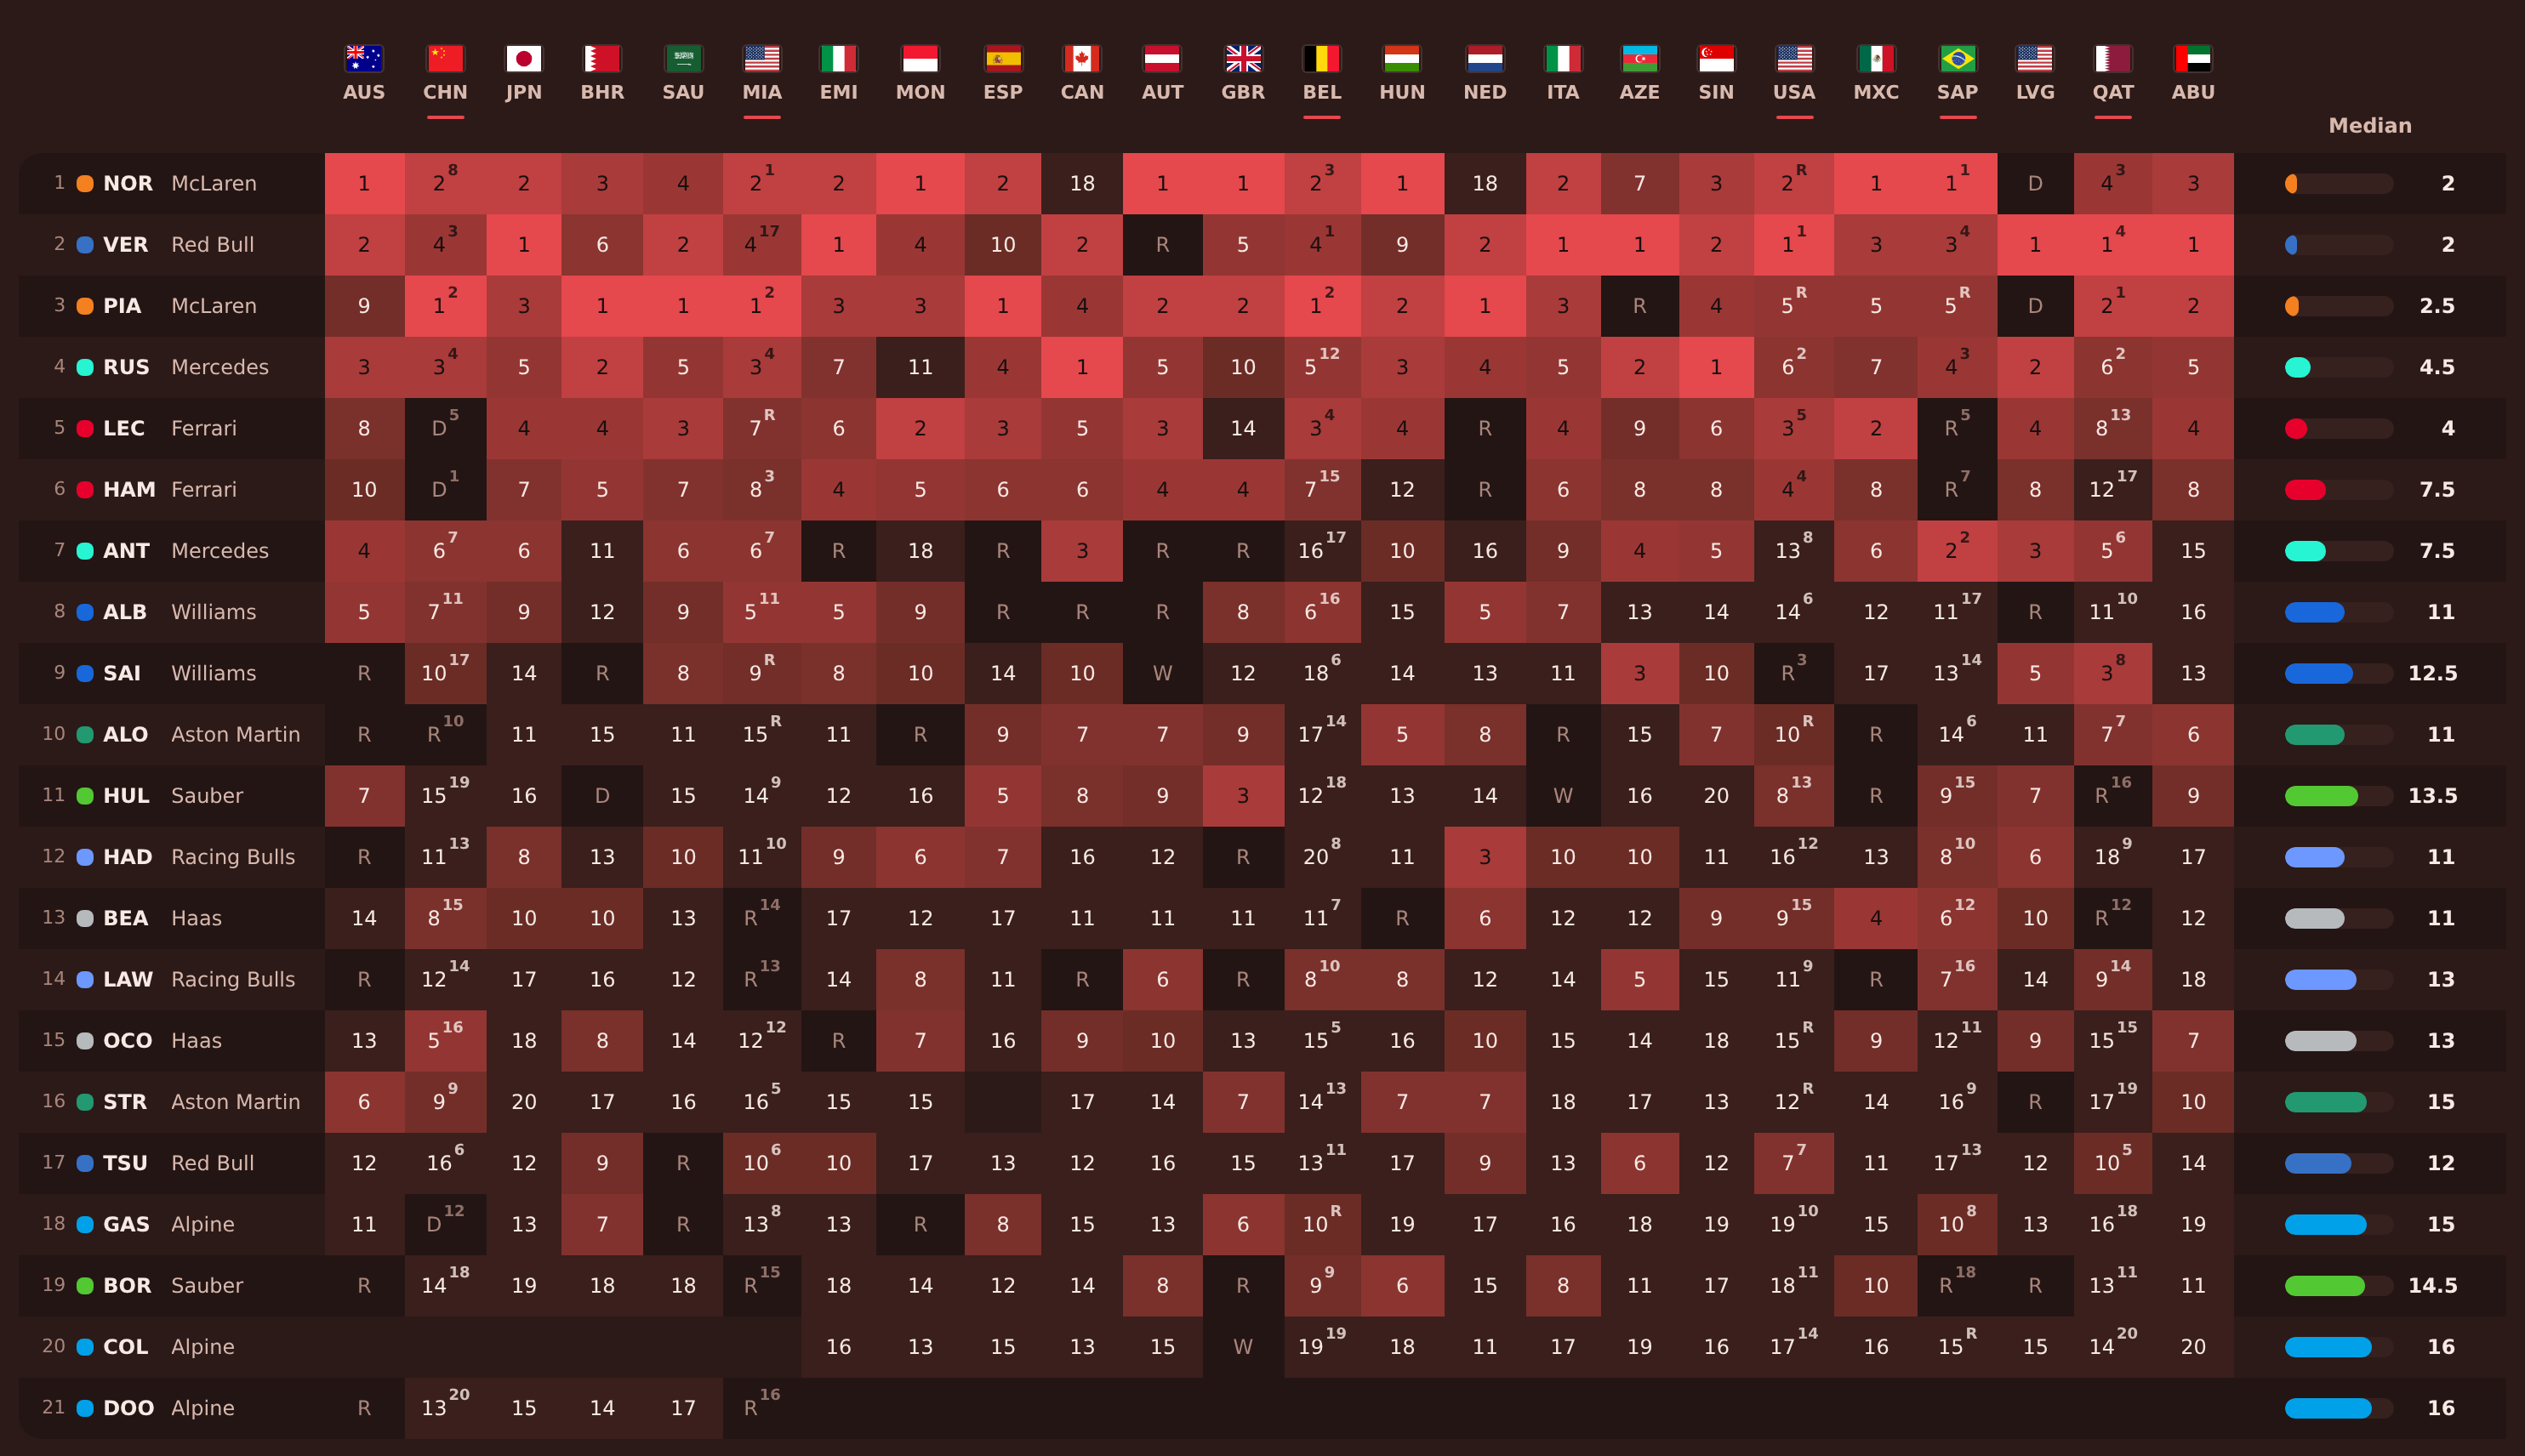 AUS CHN JPN BHR SAU MIA EMI MON ESP CAN AUT GBR BEL HUN NED ITA AZE SIN USA MXC SAP LVG QAT ABU Median
1 NOR McLaren 1 2 8 2 3 4 2 1 2 1 2 18 1 1 2 3 1 18 2 7 3 2 R 1 1 1 D 4 3 3 2
2 VER Red Bull 2 4 3 1 6 2 4 17 1 4 10 2 R 5 4 1 9 2 1 1 2 1 1 3 3 4 1 1 4 1 2
3 PIA McLaren 9 1 2 3 1 1 1 2 3 3 1 4 2 2 1 2 2 1 3 R 4 5 R 5 5 R D 2 1 2 2.5
4 RUS Mercedes 3 3 4 5 2 5 3 4 7 11 4 1 5 10 5 12 3 4 5 2 1 6 2 7 4 3 2 6 2 5 4.5
5 LEC Ferrari 8 D 5 4 4 3 7 R 6 2 3 5 3 14 3 4 4 R 4 9 6 3 5 2 R 5 4 8 13 4 4
6 HAM Ferrari 10 D 1 7 5 7 8 3 4 5 6 6 4 4 7 15 12 R 6 8 8 4 4 8 R 7 8 12 17 8 7.5
7 ANT Mercedes 4 6 7 6 11 6 6 7 R 18 R 3 R R 16 17 10 16 9 4 5 13 8 6 2 2 3 5 6 15 7.5
8 ALB Williams 5 7 11 9 12 9 5 11 5 9 R R R 8 6 16 15 5 7 13 14 14 6 12 11 17 R 11 10 16 11
9 SAI Williams R 10 17 14 R 8 9 R 8 10 14 10 W 12 18 6 14 13 11 3 10 R 3 17 13 14 5 3 8 13 12.5
10 ALO Aston Martin R R 10 11 15 11 15 R 11 R 9 7 7 9 17 14 5 8 R 15 7 10 R R 14 6 11 7 7 6 11
11 HUL Sauber 7 15 19 16 D 15 14 9 12 16 5 8 9 3 12 18 13 14 W 16 20 8 13 R 9 15 7 R 16 9 13.5
12 HAD Racing Bulls R 11 13 8 13 10 11 10 9 6 7 16 12 R 20 8 11 3 10 10 11 16 12 13 8 10 6 18 9 17 11
13 BEA Haas 14 8 15 10 10 13 R 14 17 12 17 11 11 11 11 7 R 6 12 12 9 9 15 4 6 12 10 R 12 12 11
14 LAW Racing Bulls R 12 14 17 16 12 R 13 14 8 11 R 6 R 8 10 8 12 14 5 15 11 9 R 7 16 14 9 14 18 13
15 OCO Haas 13 5 16 18 8 14 12 12 R 7 16 9 10 13 15 5 16 10 15 14 18 15 R 9 12 11 9 15 15 7 13
16 STR Aston Martin 6 9 9 20 17 16 16 5 15 15 17 14 7 14 13 7 7 18 17 13 12 R 14 16 9 R 17 19 10 15
17 TSU Red Bull 12 16 6 12 9 R 10 6 10 17 13 12 16 15 13 11 17 9 13 6 12 7 7 11 17 13 12 10 5 14 12
18 GAS Alpine 11 D 12 13 7 R 13 8 13 R 8 15 13 6 10 R 19 17 16 18 19 19 10 15 10 8 13 16 18 19 15
19 BOR Sauber R 14 18 19 18 18 R 15 18 14 12 14 8 R 9 9 6 15 8 11 17 18 11 10 R 18 R 13 11 11 14.5
20 COL Alpine 16 13 15 13 15 W 19 19 18 11 17 19 16 17 14 16 15 R 15 14 20 20 16
21 DOO Alpine R 13 20 15 14 17 R 16 16